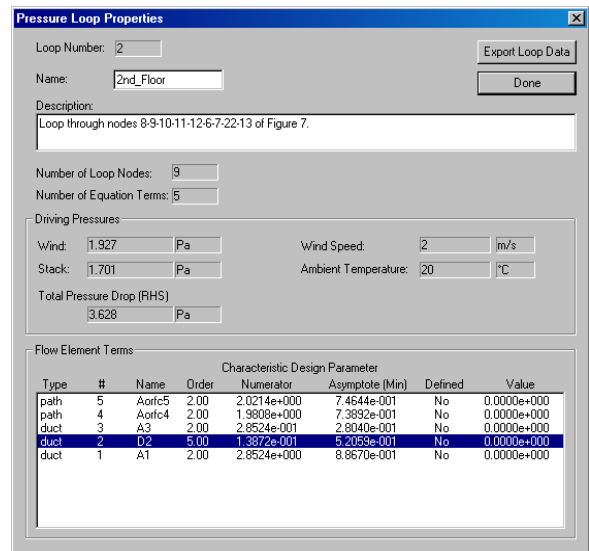 Pressure Loop Properties
Loop Number: 2
Export Loop Data
Name: 2nd_Floor
Done
Description:
Loop through nodes 8-9-10-11-12-6-7-22-13 of Figure 7.
Number of Loop Nodes: 9
Number of Equation Terms: 5
Driving Pressures
Wind: 1.927 Pa Wind Speed: 2 m/s
Stack: 1.701 Pa Ambient Temperature: 20 °C
Total Pressure Drop (RHS)
3.628 Pa
Flow Element Terms
Characteristic Design Parameter
Type # Name Order Numerator Asymptote (Min) Defined Value
path 5 Aorfc5 2.00 2.0214e+000 7.4644e-001 No 0.0000e+000
path 4 Aorfc4 2.00 1.9808e+000 7.3892e-001 No 0.0000e+000
duct 3 A3 2.00 2.8524e-001 2.8040e-001 No 0.0000e+000
duct 2 D2 5.00 1.3872e-001 5.2059e-001 No 0.0000e+000
duct 1 A1 2.00 2.8524e+000 8.8670e-001 No 0.0000e+000